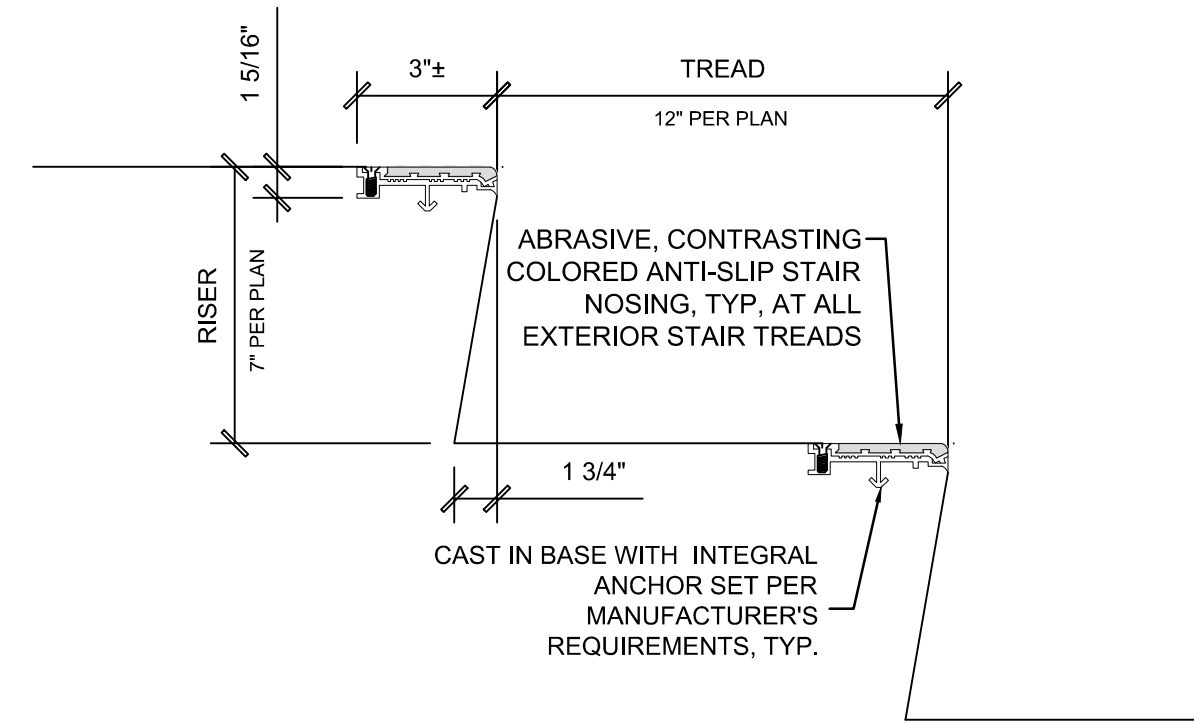 1 5/16"
3"±
TREAD
12" PER PLAN
RISER
7" PER PLAN
ABRASIVE, CONTRASTING
COLORED ANTI-SLIP STAIR
NOSING, TYP, AT ALL
EXTERIOR STAIR TREADS
1 3/4"
CAST IN BASE WITH INTEGRAL
ANCHOR SET PER
MANUFACTURER'S
REQUIREMENTS, TYP.